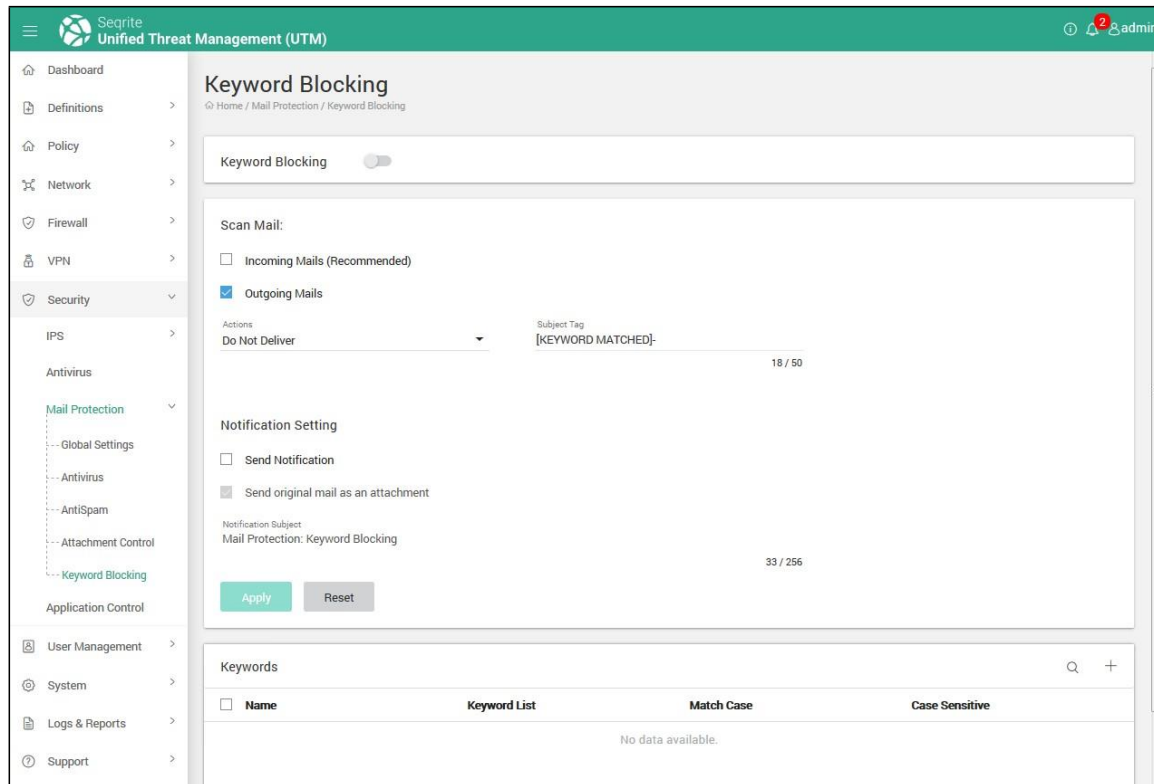 Seqrite
Unified Threat Management (UTM)
2
admin
Dashboard
Definitions
Policy
Network
Firewall
VPN
Security
IPS
Antivirus
Mail Protection
Global Settings
Antivirus
AntiSpam
Attachment Control
Keyword Blocking
Application Control
User Management
System
Logs & Reports
Support
Keyword Blocking
Home / Mail Protection / Keyword Blocking
Keyword Blocking
Scan Mail:
Incoming Mails (Recommended)
Outgoing Mails
Actions
Do Not Deliver
Subject Tag
[KEYWORD MATCHED]-
18 / 50
Notification Setting
Send Notification
Send original mail as an attachment
Notification Subject
Mail Protection: Keyword Blocking
33 / 256
Apply Reset
Keywords
Name Keyword List Match Case Case Sensitive
No data available.